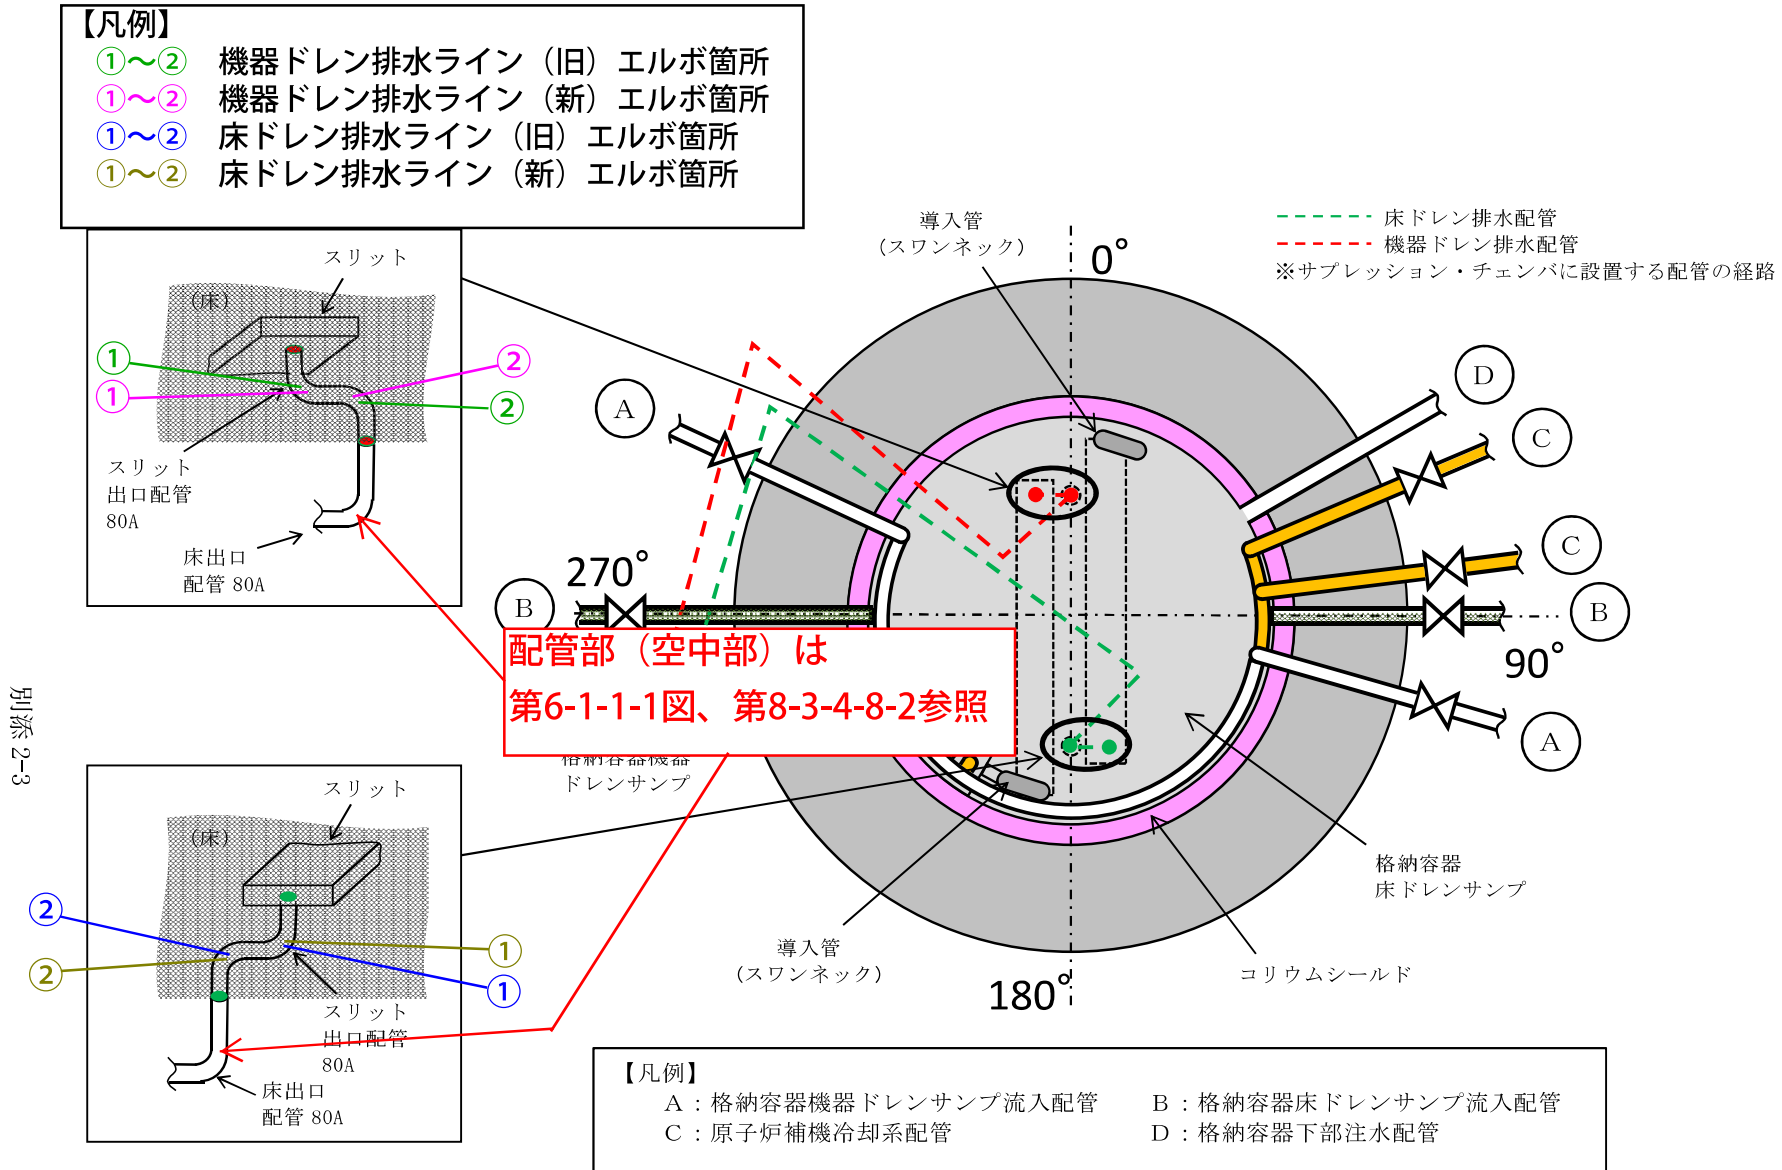 【凡例】
①～② 機器ドレン排水ライン（旧）エルボ箇所
①～② 機器ドレン排水ライン（新）エルボ箇所
①～② 床ドレン排水ライン（旧）エルボ箇所
①～② 床ドレン排水ライン（新）エルボ箇所
床ドレン排水配管
機器ドレン排水配管
※サプレッション・チェンバに設置する配管の経路
導入管
（スワンネック）
0°
スリット
（床）
①
①
②
②
スリット
出口配管
80A
床出口
配管 80A
A
D
C
C
B
270°
B
90°
A
配管部（空中部）は
第6-1-1-1図、第8-3-4-8-2参照
格納容器機器
ドレンサンプ
別添 2-3
スリット
（床）
②
②
①
①
スリット
出口配管
80A
床出口
配管 80A
導入管
（スワンネック）
180°
格納容器
床ドレンサンプ
コリウムシールド
【凡例】
A：格納容器機器ドレンサンプ流入配管 B：格納容器床ドレンサンプ流入配管
C：原子炉補機冷却系配管 D：格納容器下部注水配管